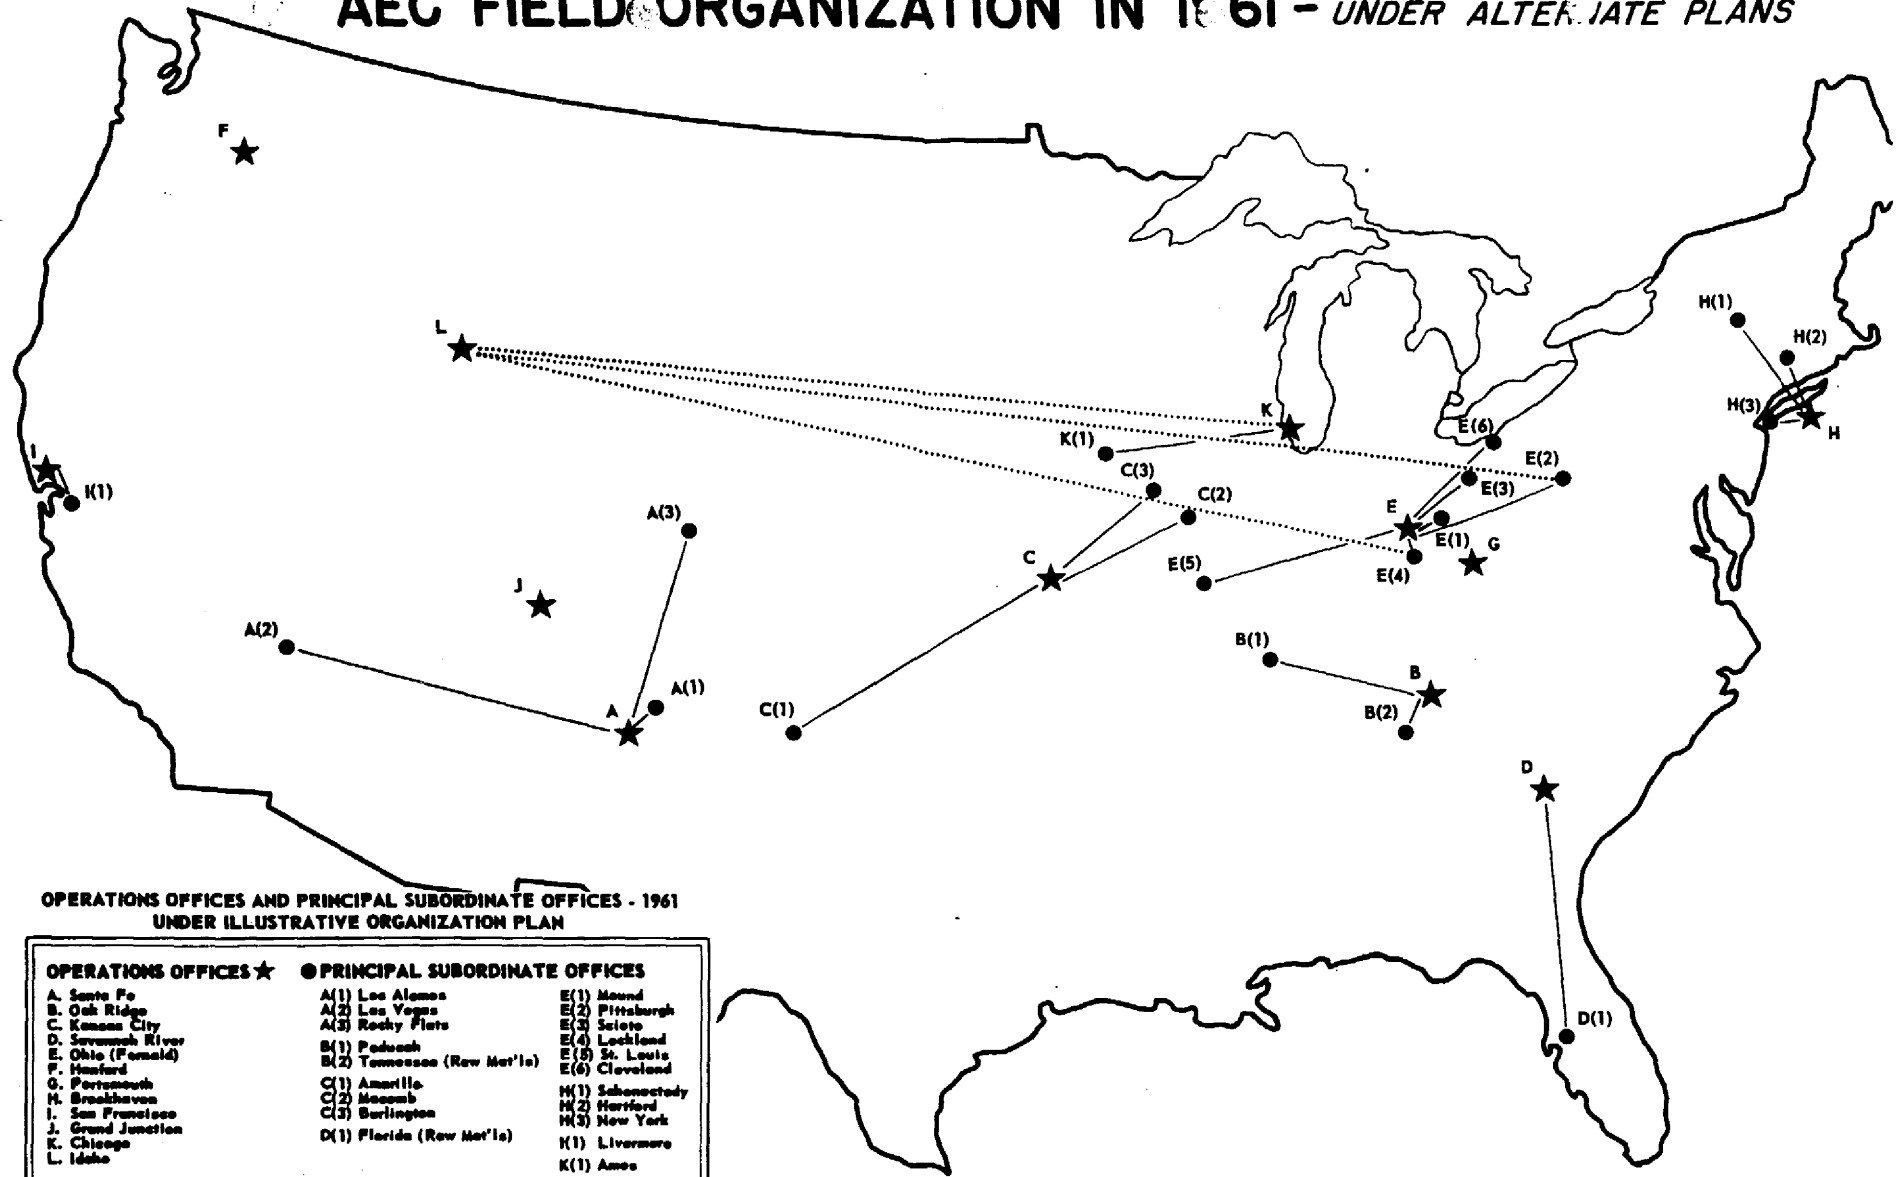 AEC FIELD ORGANIZATION IN 1961 - UNDER ALTERNATE PLANS
F
L
H(1)
H(2)
H(3)
H
K
K(1)
E(6)
C(3)
E(2)
I
I(1)
C(2)
E(3)
A(3)
E
E(1)
G
C
E(5)
E(4)
J
A(2)
B(1)
B
A(1)
A
C(1)
B(2)
D
D(1)
OPERATIONS OFFICES AND PRINCIPAL SUBORDINATE OFFICES - 1961
UNDER ILLUSTRATIVE ORGANIZATION PLAN
OPERATIONS OFFICES ★ ● PRINCIPAL SUBORDINATE OFFICES
A. Santa Fe
B. Oak Ridge
C. Kansas City
D. Savannah River
E. Ohio (Fernald)
F. Hanford
G. Portsmouth
H. Brookhaven
I. San Francisco
J. Grand Junction
K. Chicago
L. Idaho
A(1) Los Alamos
A(2) Las Vegas
A(3) Rocky Flats
B(1) Paducah
B(2) Tennessee (Raw Mat'ls)
C(1) Amarillo
C(2) Macomb
C(3) Burlington
D(1) Florida (Raw Mat'ls)
E(1) Mound
E(2) Pittsburgh
E(3) Scioto
E(4) Lockland
E(5) St. Louis
E(6) Cleveland
H(1) Schenectady
H(2) Hartford
H(3) New York
I(1) Livermore
K(1) Ames